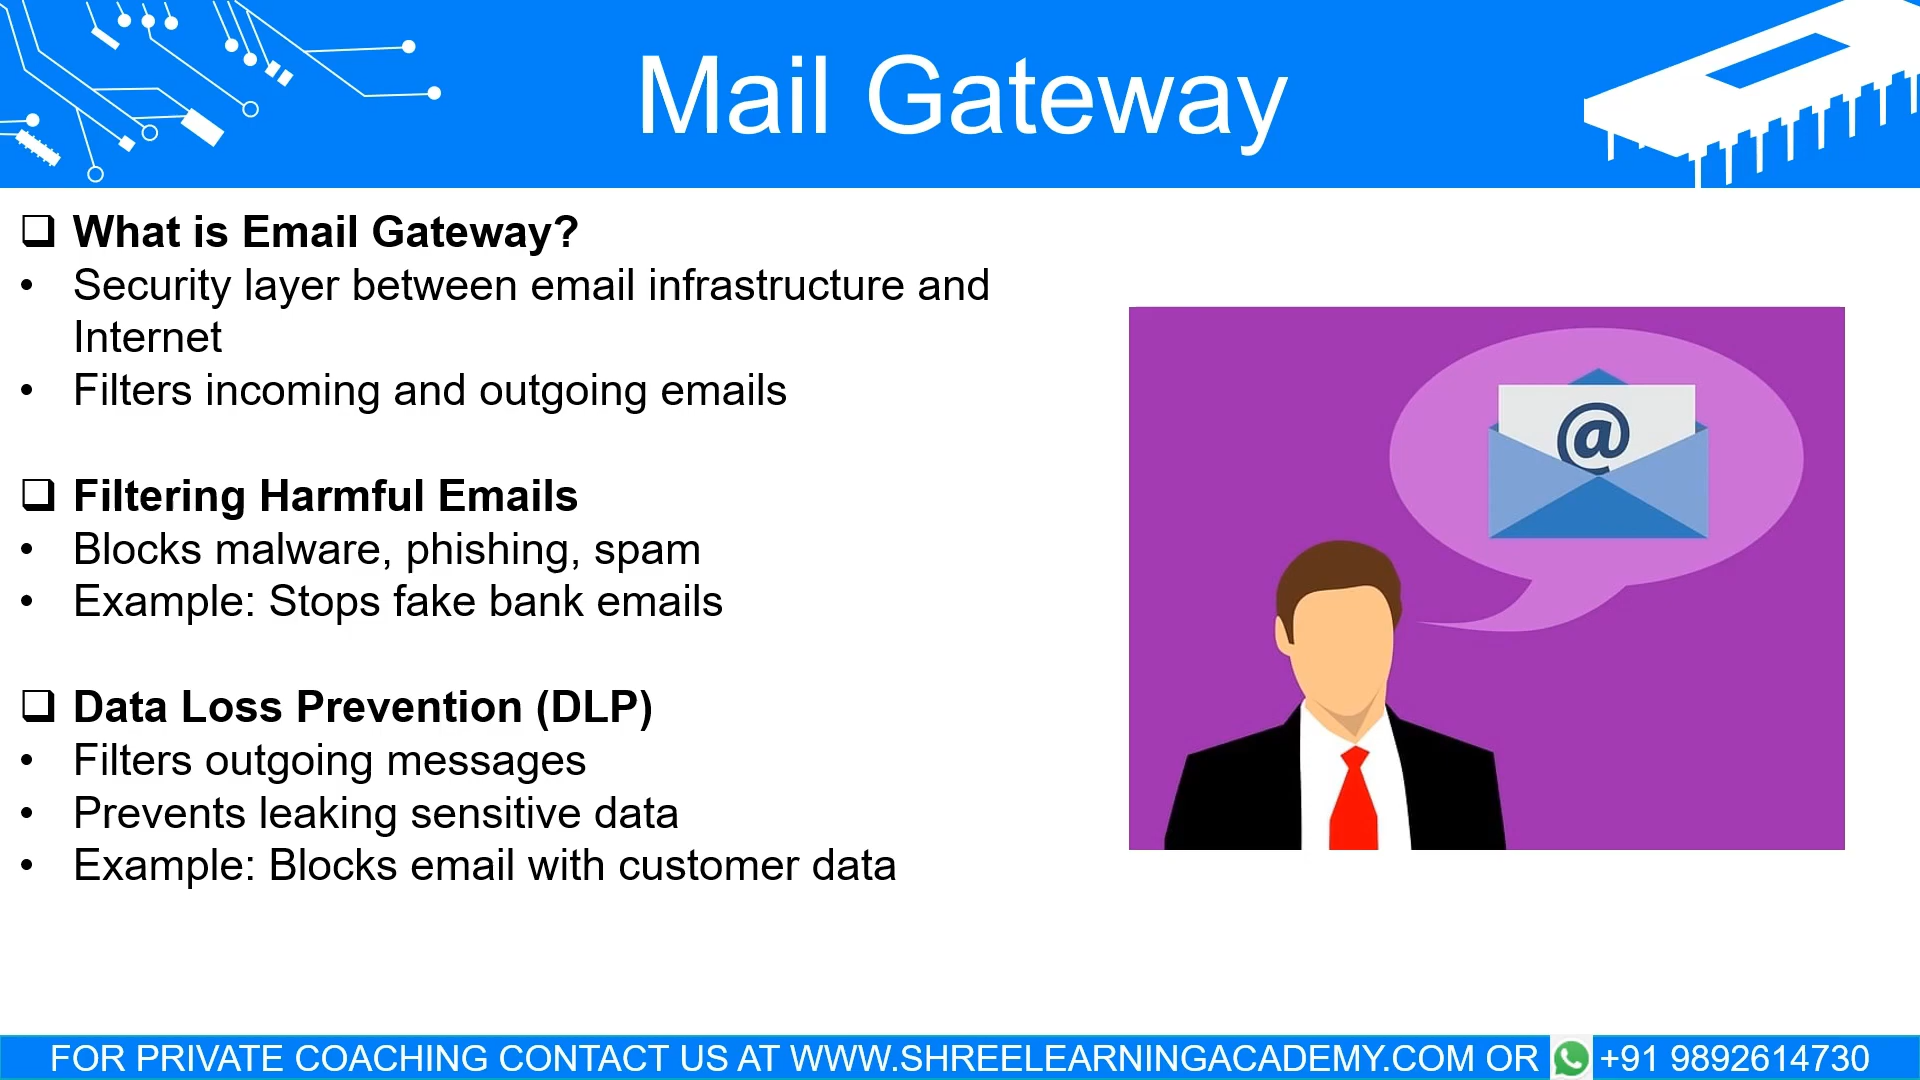 Mail Gateway
What is Email Gateway?
• Security layer between email infrastructure and
Internet
• Filters incoming and outgoing emails
Filtering Harmful Emails
• Blocks malware, phishing, spam
• Example: Stops fake bank emails
Data Loss Prevention (DLP)
• Filters outgoing messages
• Prevents leaking sensitive data
• Example: Blocks email with customer data
@
FOR PRIVATE COACHING CONTACT US AT WWW.SHREELEARNINGACADEMY.COM OR +91 9892614730